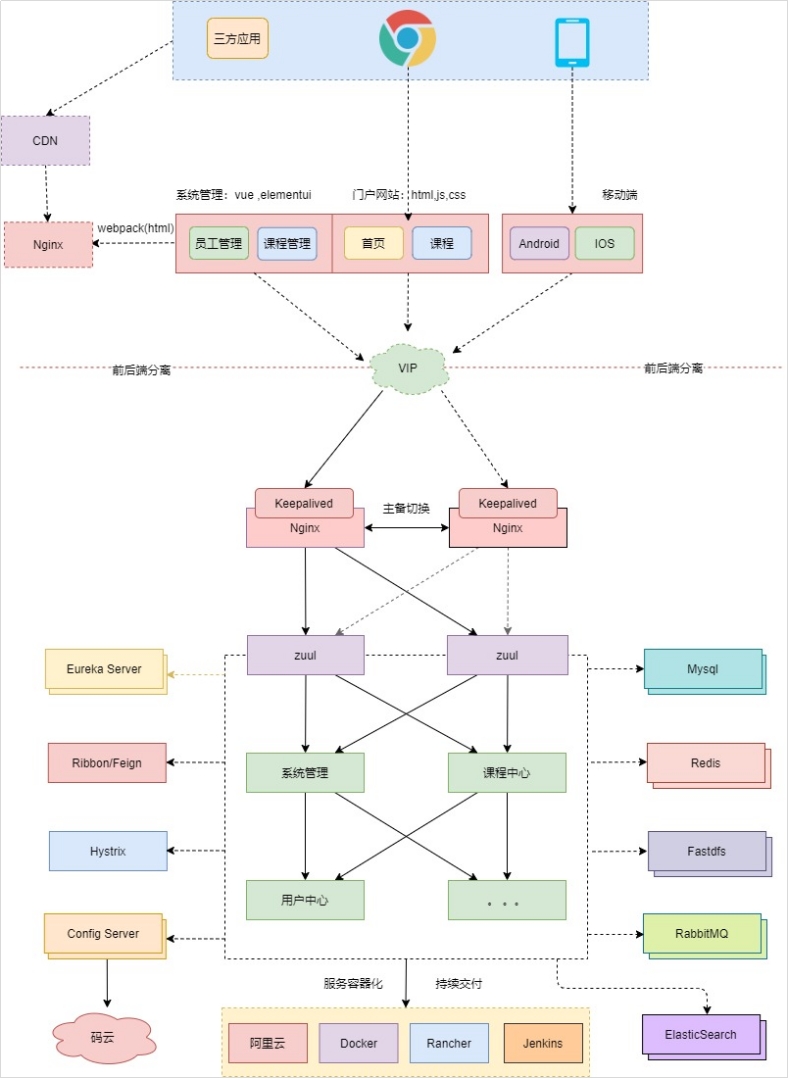 三方应用
CDN
系统管理：vue ,elementui
门户网站：html,js,css
移动端
webpack(html)
Nginx
员工管理
课程管理
首页
课程
Android
IOS
VIP
前后端分离
前后端分离
Keepalived
Nginx
主备切换
Keepalived
Nginx
zuul
zuul
Eureka Server
Mysql
Ribbon/Feign
系统管理
课程中心
Redis
Hystrix
Fastdfs
用户中心
。。。
Config Server
RabbitMQ
服务容器化
持续交付
码云
阿里云
Docker
Rancher
Jenkins
ElasticSearch